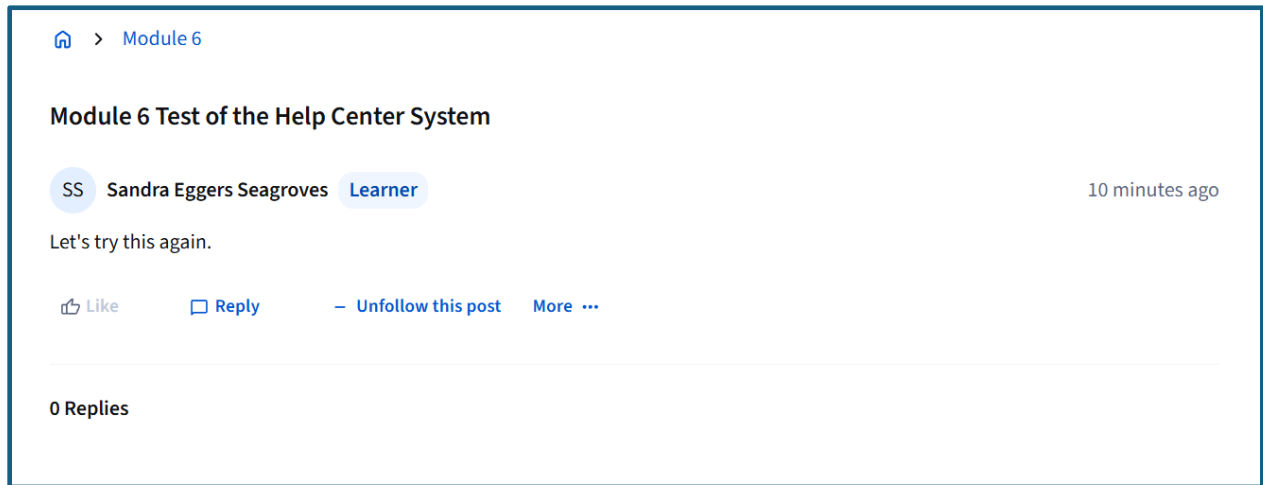 Module 6
Module 6 Test of the Help Center System
SS Sandra Eggers Seagroves Learner 10 minutes ago
Let's try this again.
Like Reply – Unfollow this post More ···
0 Replies